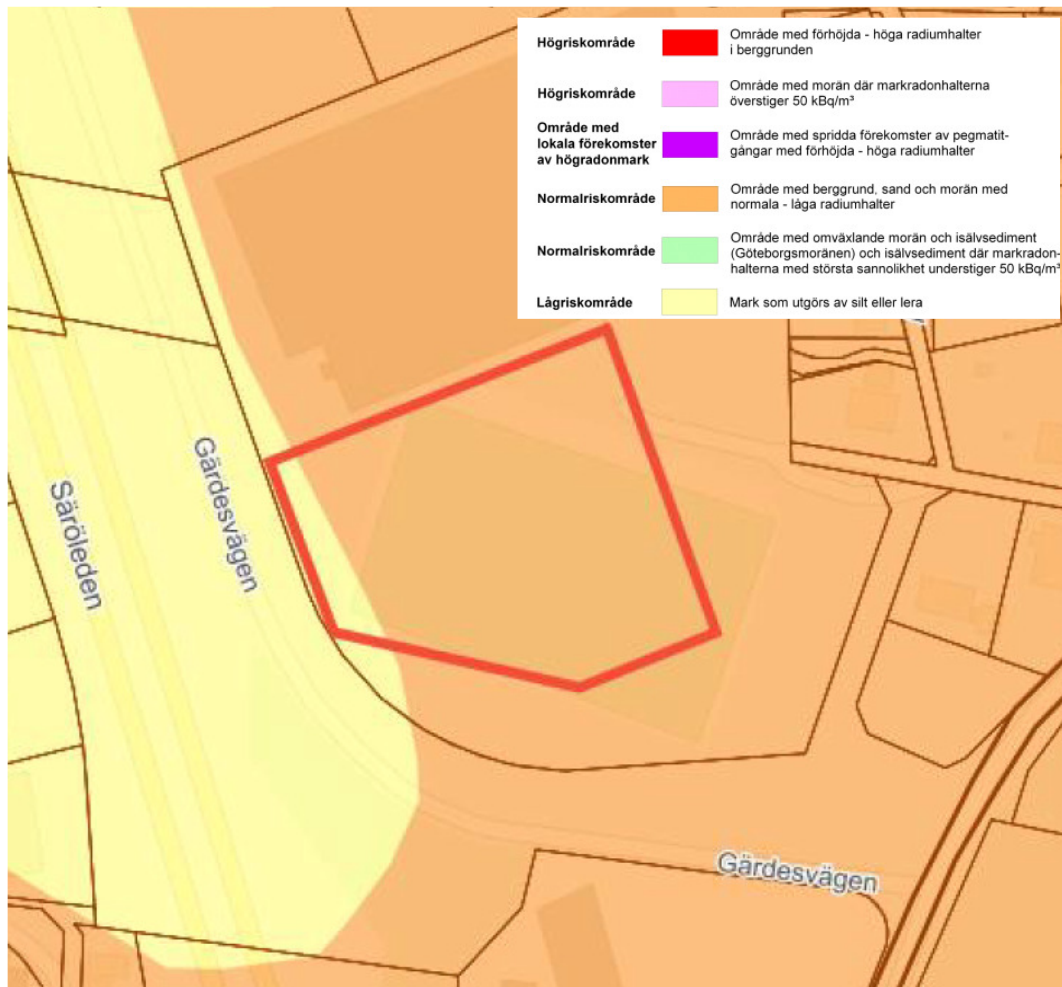 Högriskområde
Område med förhöjda - höga radiumhalter
i berggrunden
Högriskområde
Område med morän där markradonhalterna
överstiger 50 kBq/m³
Område med
lokala förekomster
av högradonmark
Område med spridda förekomster av pegmatit-
gångar med förhöjda - höga radiumhalter
Normalriskområde
Område med berggrund, sand och morän med
normala - låga radiumhalter
Normalriskområde
Område med omväxlande morän och isälvsediment
(Göteborgsmoränen) och isälvsediment där markradon-
halterna med största sannolikhet understiger 50 kBq/m³
Lågriskområde
Mark som utgörs av silt eller lera
Gärdesvägen
Säröleden
Gärdesvägen